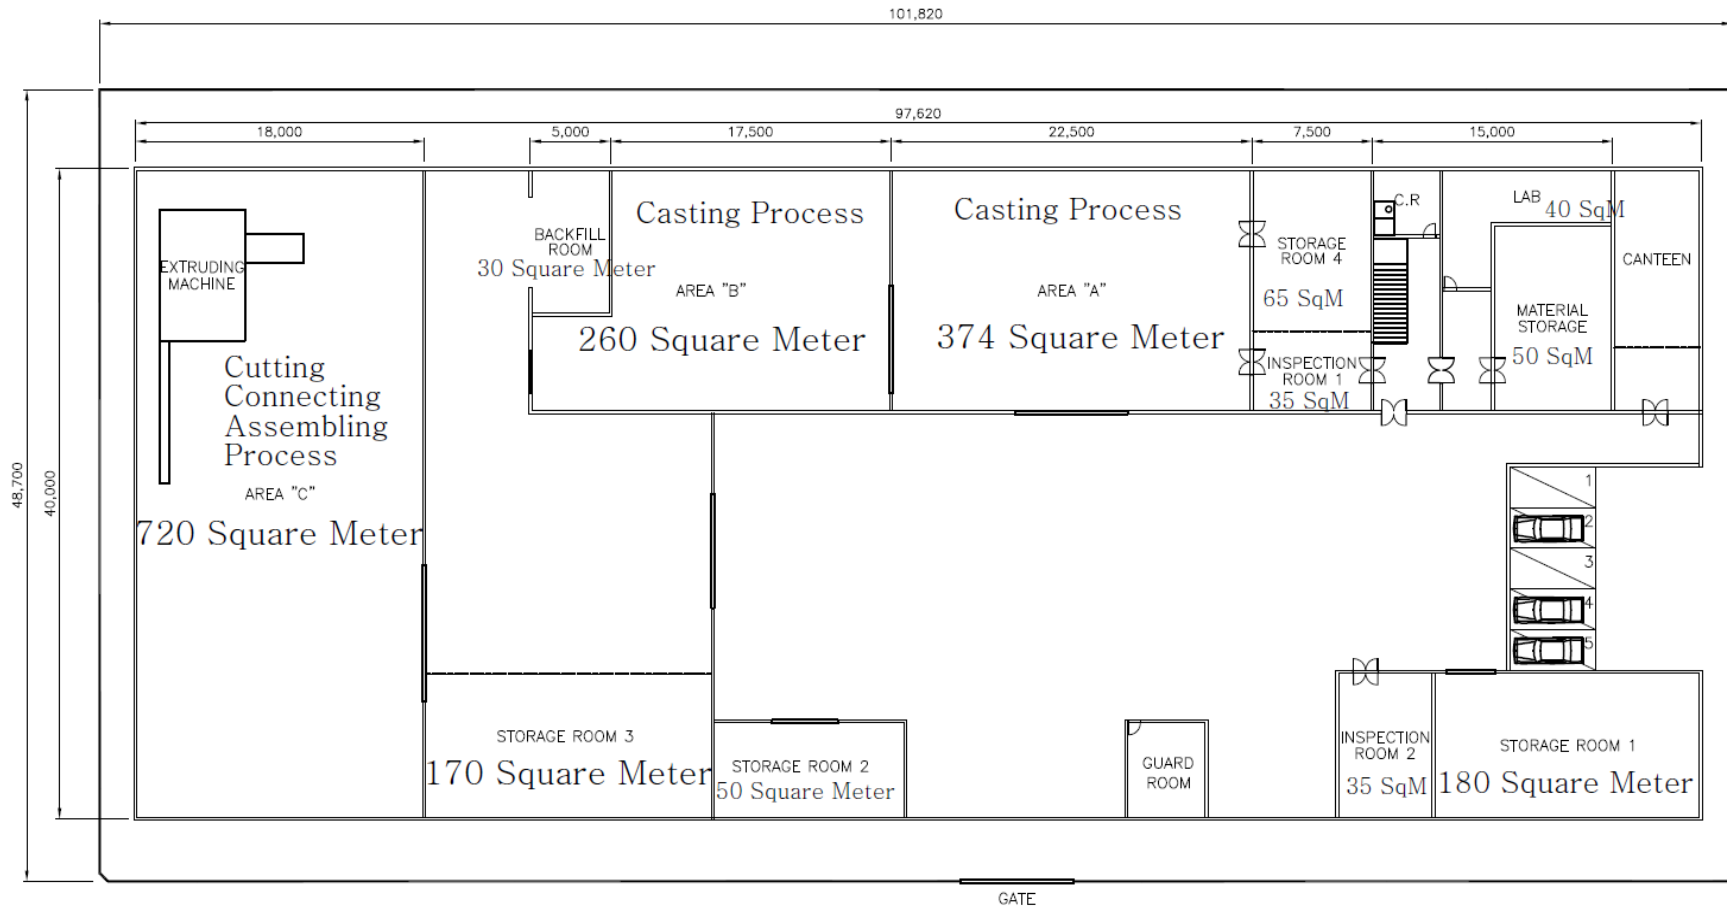 101,820
97,620
18,000
5,000
17,500
22,500
7,500
15,000
48,700
40,000
EXTRUDING
MACHINE
Cutting
Connecting
Assembling
Process
AREA "C"
720 Square Meter
BACKFILL
ROOM
30 Square Meter
Casting Process
AREA "B"
260 Square Meter
Casting Process
AREA "A"
374 Square Meter
STORAGE
ROOM 4
65 SqM
INSPECTION
ROOM 1
35 SqM
C.R
LAB
40 SqM
MATERIAL
STORAGE
50 SqM
CANTEEN
1
2
3
4
5
STORAGE ROOM 3
170 Square Meter
STORAGE ROOM 2
50 Square Meter
GUARD
ROOM
INSPECTION
ROOM 2
35 SqM
STORAGE ROOM 1
180 Square Meter
GATE